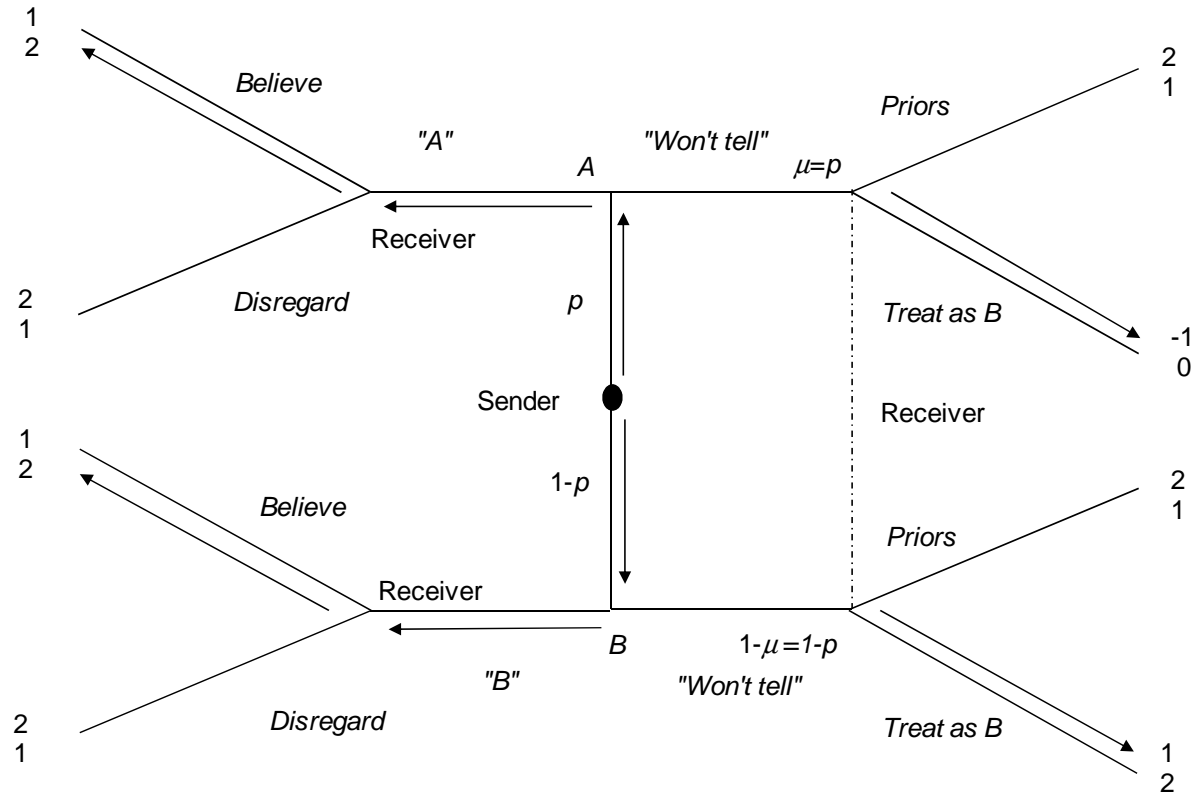 1
2
Believe
"A"
A
"Won't tell"
μ=p
Priors
2
1
Receiver
2
1
Disregard
p
Treat as B
-1
0
Sender
Receiver
1
2
Believe
1-p
2
1
Priors
Receiver
"B"
B
1-μ=1-p
"Won't tell"
2
1
Disregard
Treat as B
1
2